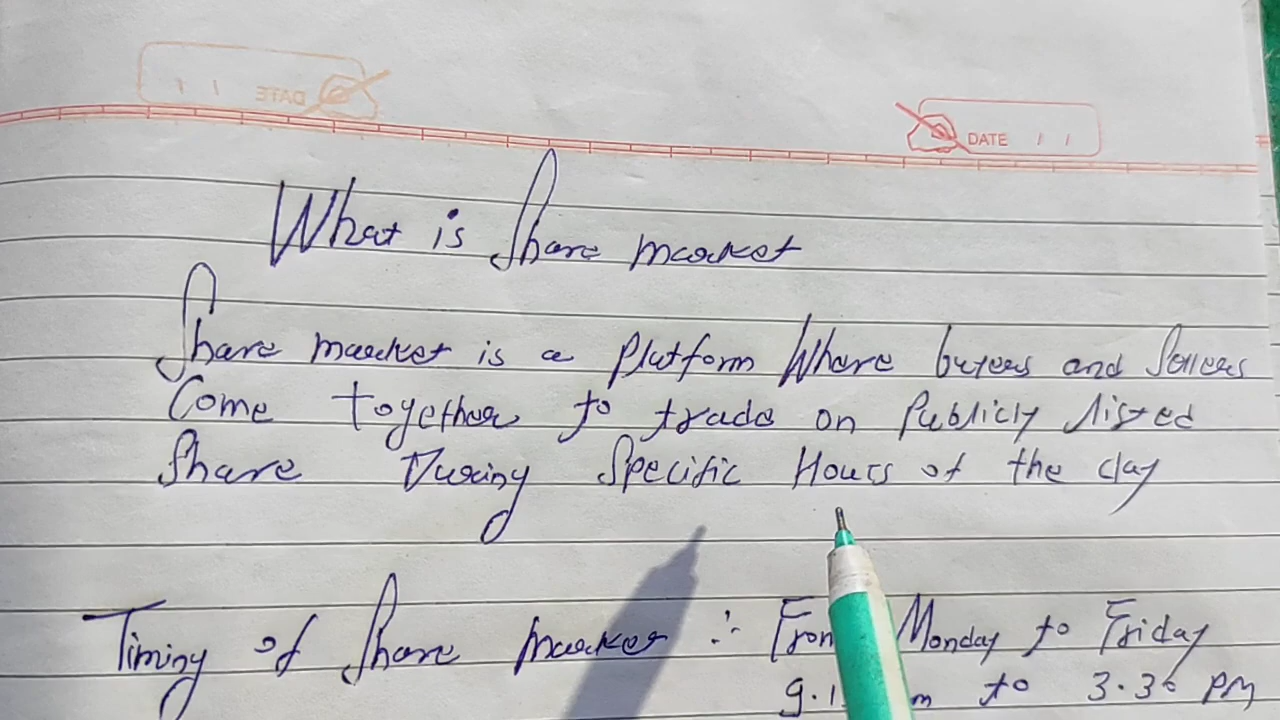 DATE / /
What is Share market
Share market is a Platform Where buyers and Sellers
Come together to trade on Publicly listed
Share During Specific Hours of the day
Timing of Share market :- From Monday to Friday
to 3.30 PM